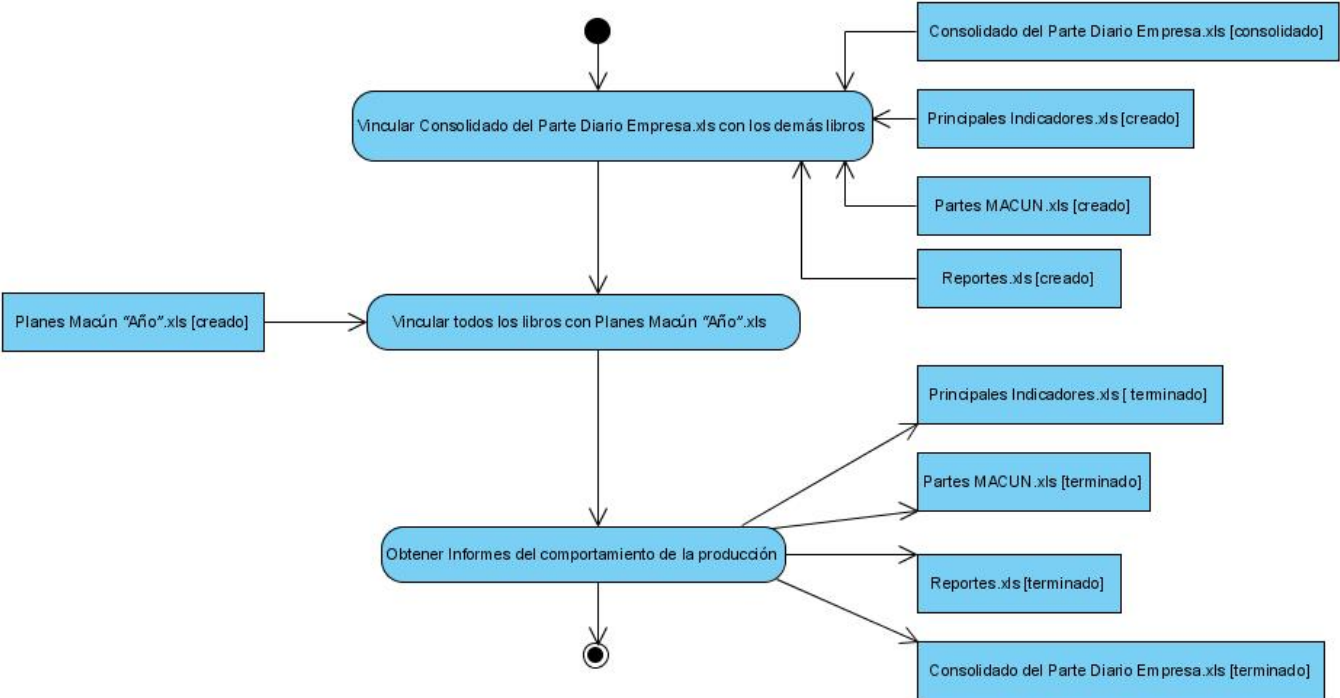 Consolidado del Parte Diario Empresa.xls [consolidado]
Vincular Consolidado del Parte Diario Empresa.xls con los demás libros
Principales Indicadores.xls [creado]
Partes MACUN.xls [creado]
Reportes.xls [creado]
Planes Macún “Año”.xls [creado]
Vincular todos los libros con Planes Macún “Año”.xls
Principales Indicadores.xls [ terminado]
Partes MACUN.xls [terminado]
Obtener Informes del comportamiento de la producción
Reportes.xls [terminado]
Consolidado del Parte Diario Empresa.xls [terminado]